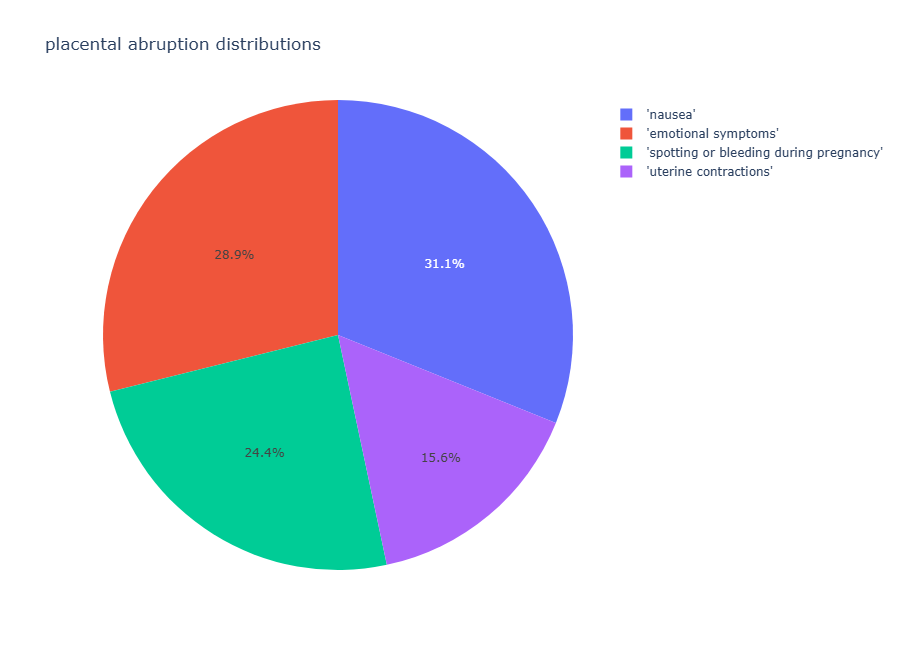 placental abruption distributions
'nausea'
'emotional symptoms'
'spotting or bleeding during pregnancy'
'uterine contractions'
28.9%
31.1%
24.4%
15.6%